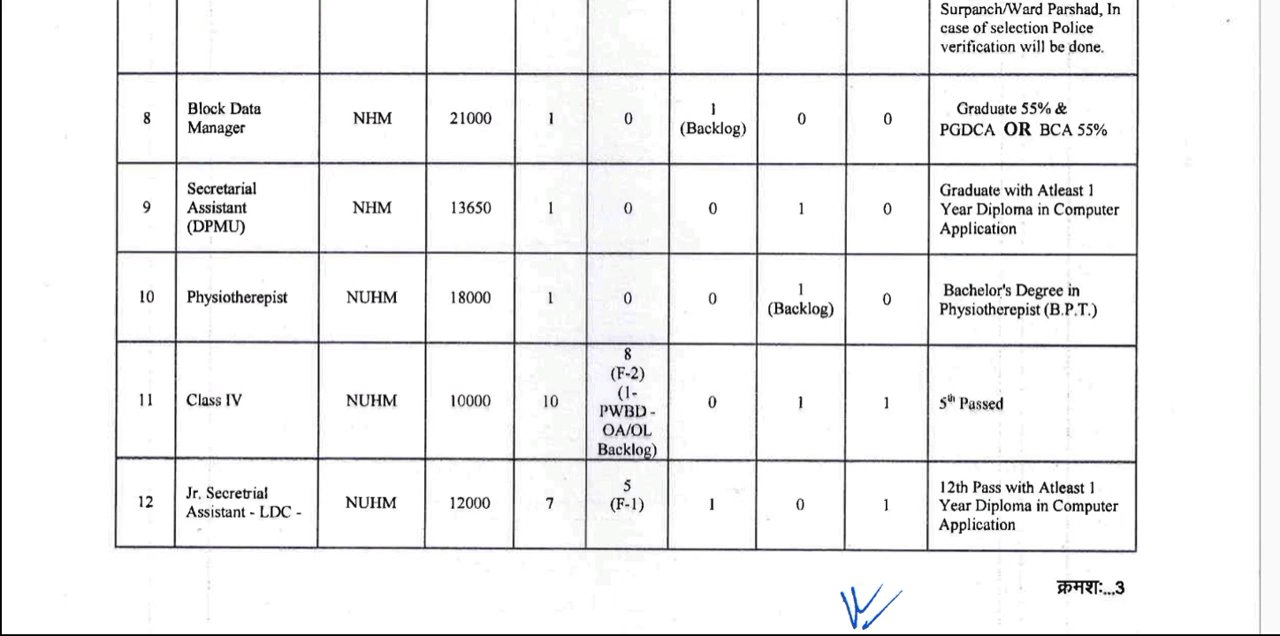 Surpanch/Ward Parshad, In
case of selection Police
verification will be done.
8 Block Data Manager NHM 21000 1 0 1 (Backlog) 0 0 Graduate 55% & PGDCA OR BCA 55%
9 Secretarial Assistant (DPMU) NHM 13650 1 0 0 1 0 Graduate with Atleast 1 Year Diploma in Computer Application
10 Physiotherepist NUHM 18000 1 0 0 1 (Backlog) 0 Bachelor's Degree in Physiotherepist (B.P.T.)
11 Class IV NUHM 10000 10 8 (F-2) (1- PWBD - OA/OL Backlog) 0 1 1 5th Passed
12 Jr. Secretrial Assistant - LDC - NUHM 12000 7 5 (F-1) 1 0 1 12th Pass with Atleast 1 Year Diploma in Computer Application
क्रमशः...3